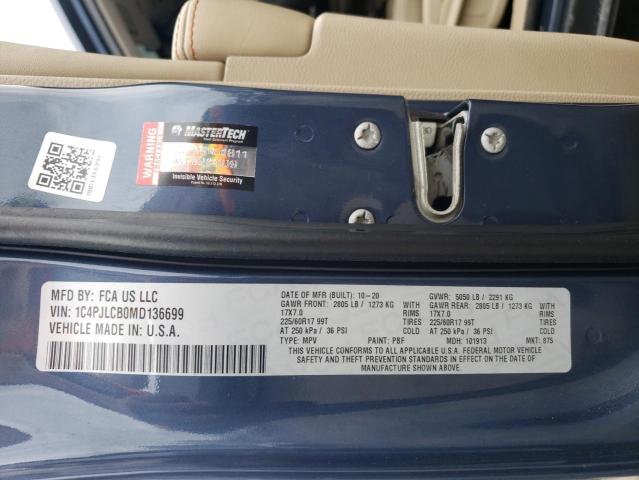 WARNING
MASTERTECH
Invisible Vehicle Security
MFD BY: FCA US LLC
VIN: 1C4PJLCB0MD136699
VEHICLE MADE IN U.S.A.
DATE OF MFR (BUILT): 10-20 GVWR: 5050 LB / 2291 KG
GAWR FRONT: 2805 LB / 1273 KG WITH GAWR REAR: 2805 LB / 1273 KG WITH
17X7.0 RIMS 17X7.0 RIMS
225/60R17 99T TIRES 225/60R17 99T TIRES
AT 250 kPa / 36 PSI AT 250 kPa / 36 PSI
TYPE: MPV PAINT: PBF MDH: 101913 MKT: 875
THIS VEHICLE CONFORMS TO ALL APPLICABLE U.S.A. FEDERAL MOTOR VEHICLE
SAFETY AND THEFT PREVENTION STANDARDS IN EFFECT ON THE DATE OF
MANUFACTURE SHOWN ABOVE.